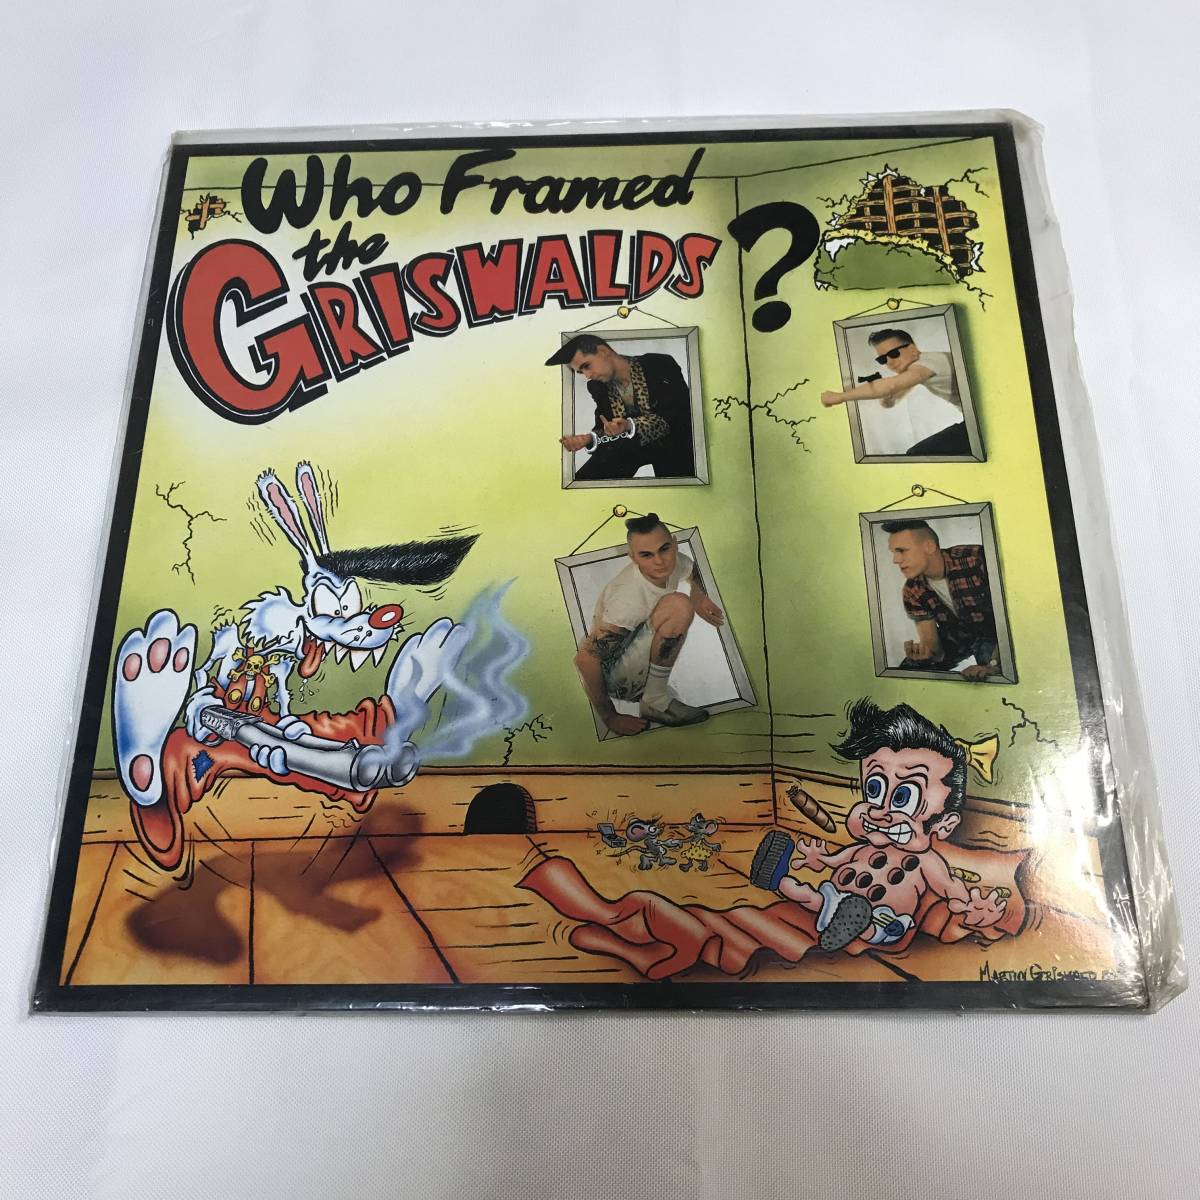 Who Framed
the
GRISWALDS?
MARTIN GRISWALD